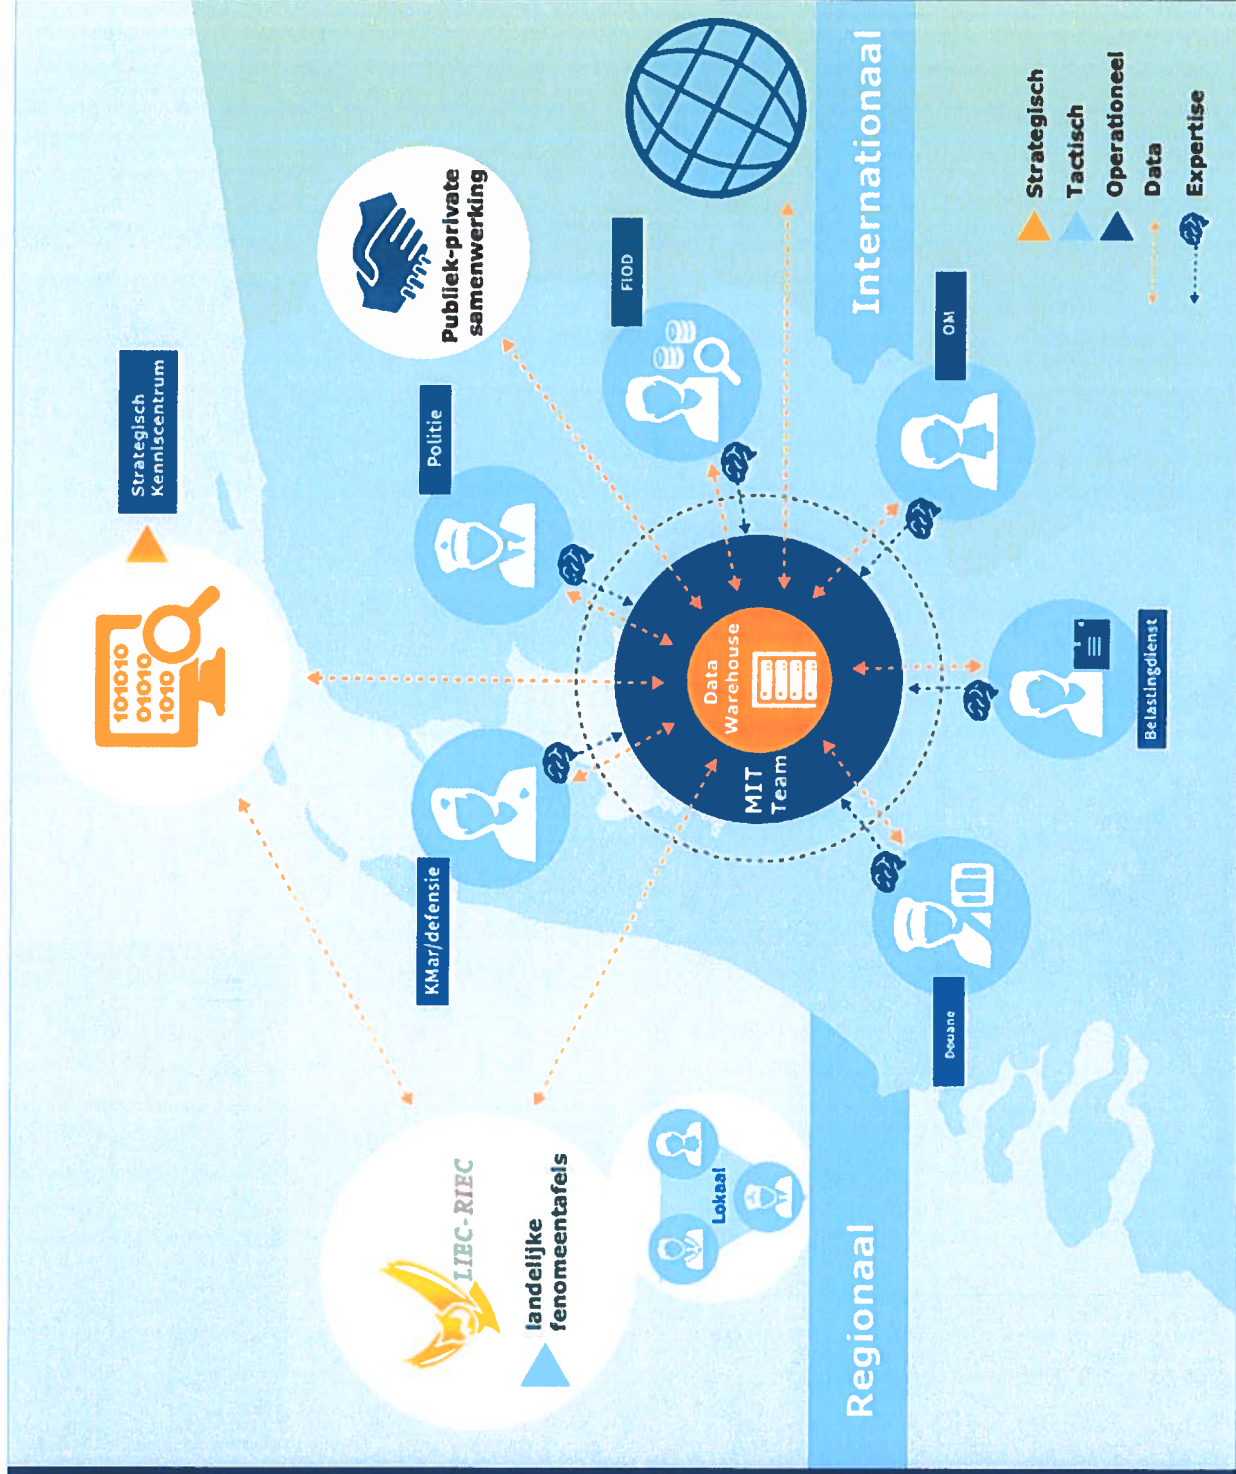 Strategisch
Kenniscentrum
101010
01010
1010
Politie
Publiek-private
samenwerking
KMar/defensie
FIOD
LIEC-RIEC
landelijke
fenomeentafels
Lokaal
Data
Warehouse
MIT
Team
OM
Douane
Belastingdienst
Regionaal
Internationaal
Strategisch
Tactisch
Operationeel
Data
Expertise